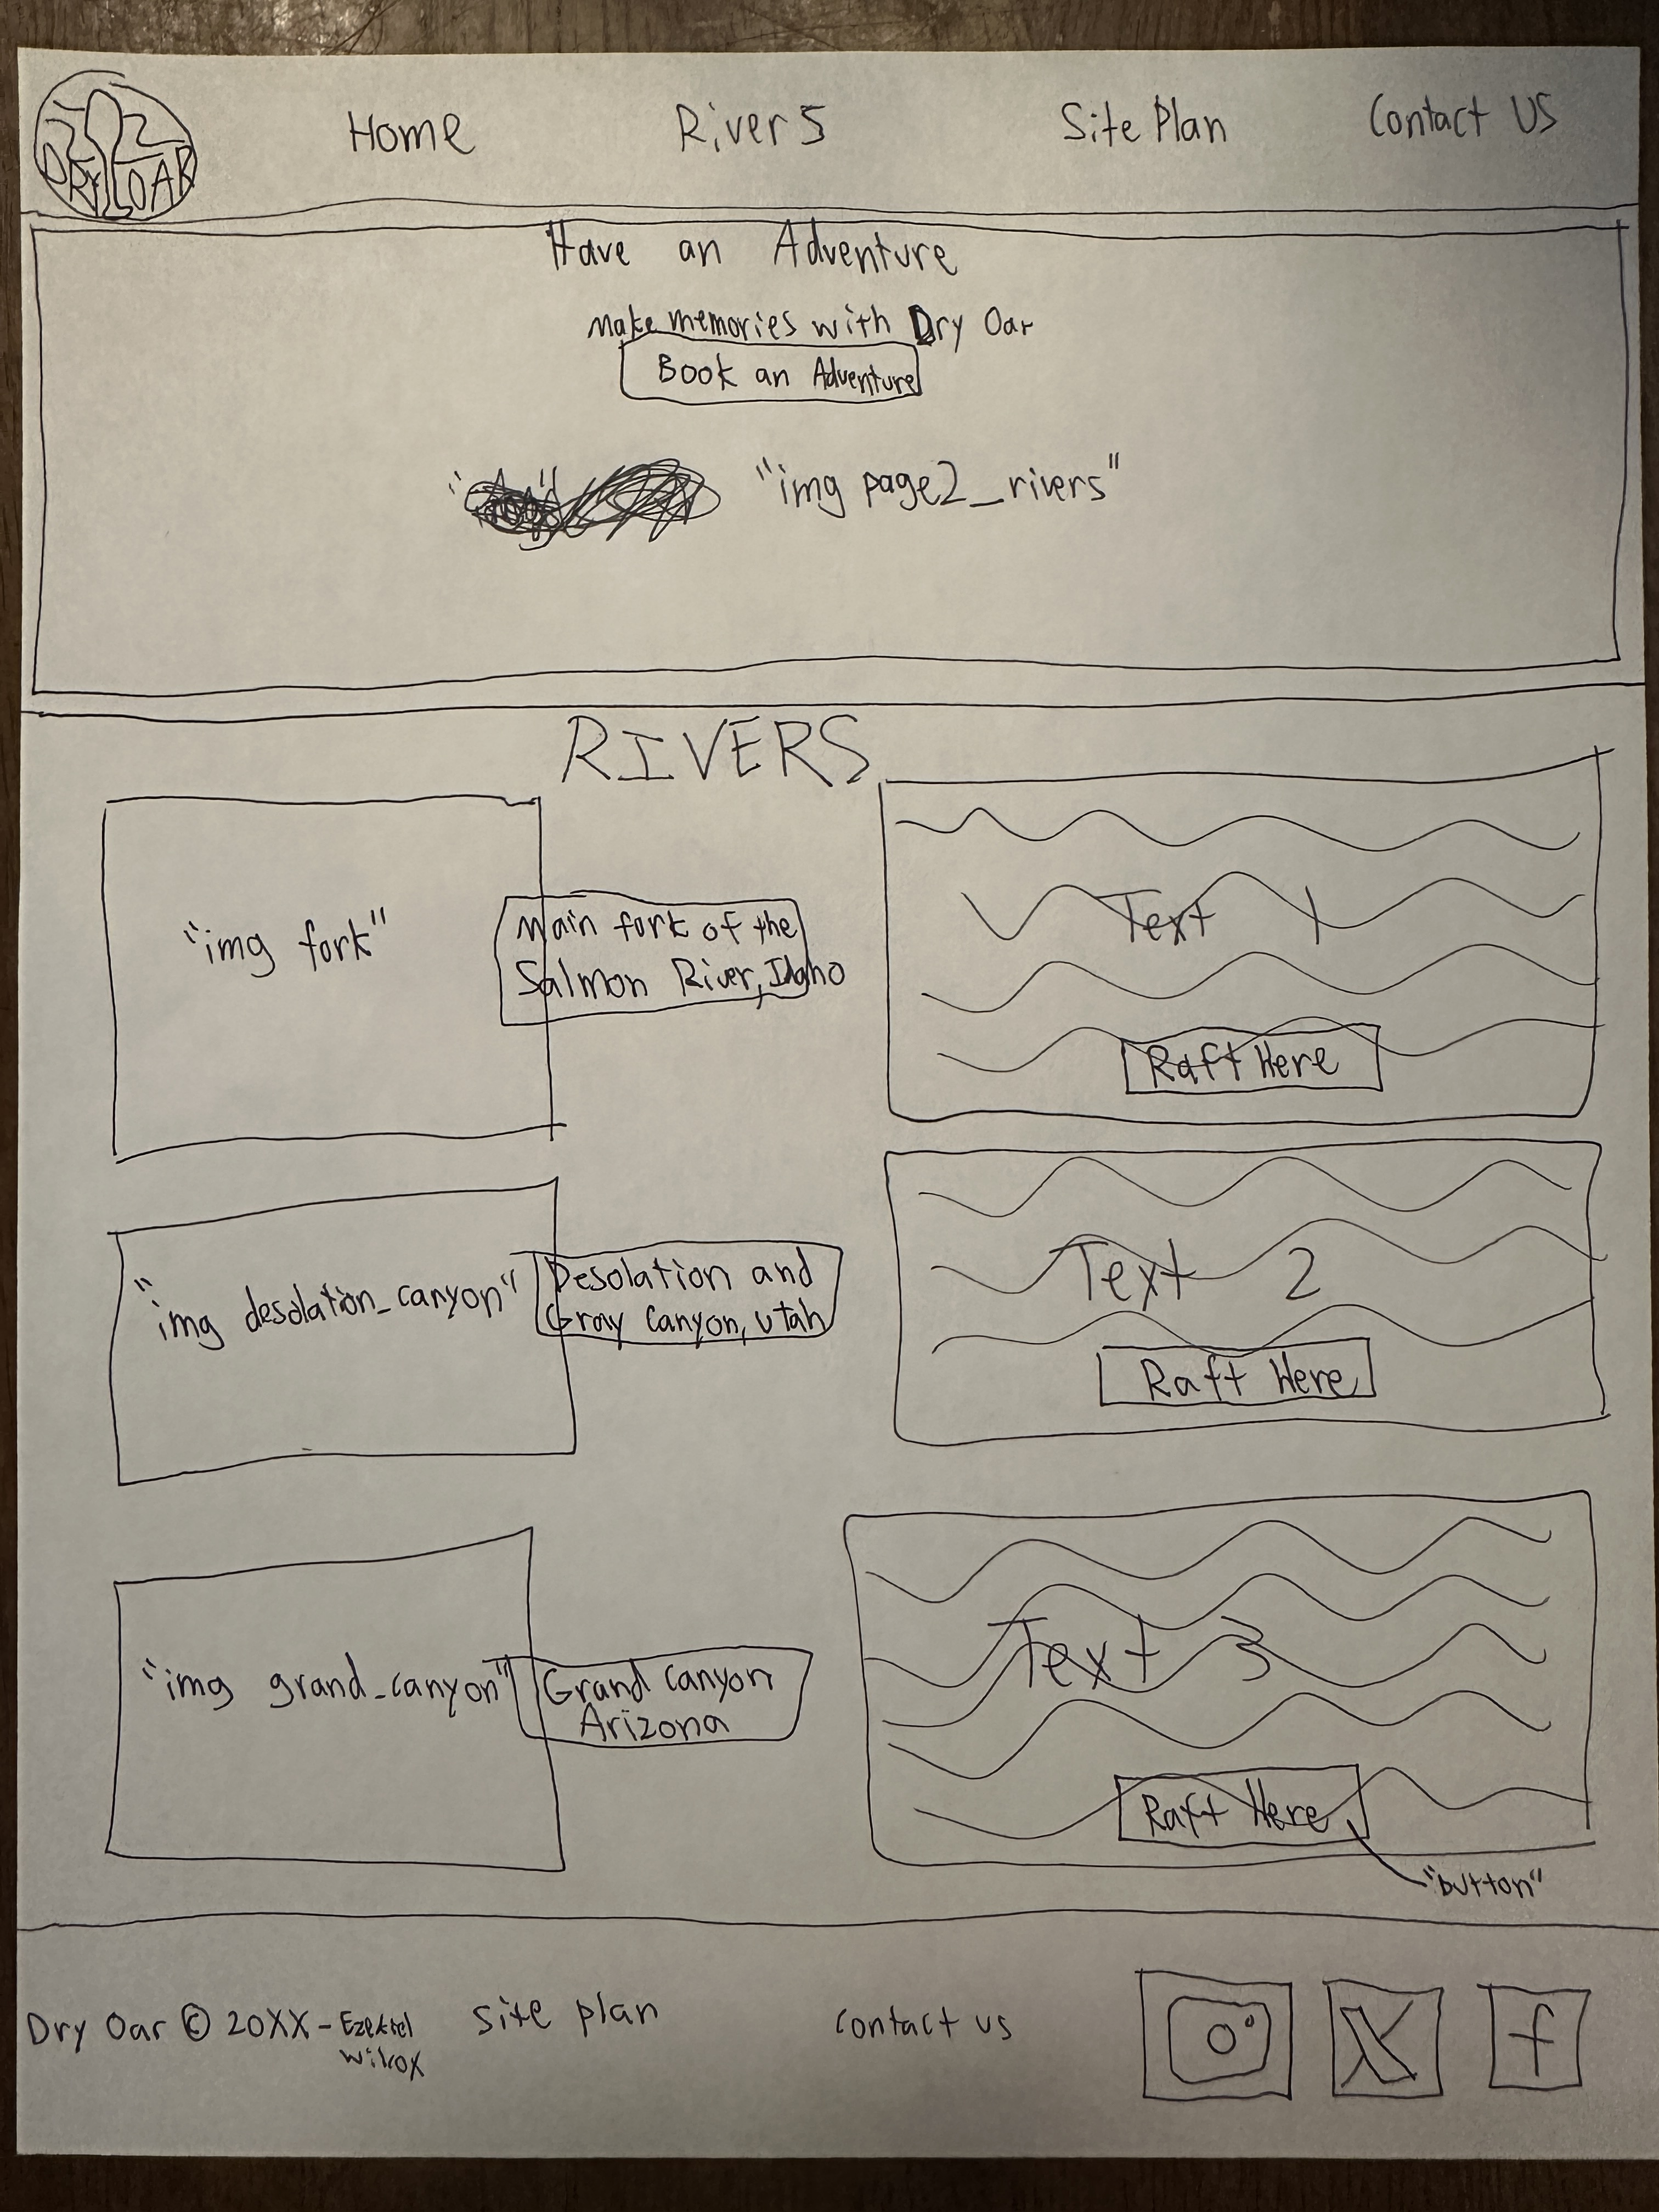 DRY OAR
Home Rivers Site Plan Contact US
Have an Adventure
Make memories with Dry Oar
Book an Adventure
"img page2_rivers"
RIVERS
"img fork"
Main fork of the
Salmon River, Idaho
Text 1
Raft Here
"img desolation_canyon"
Desolation and
Gray Canyon, Utah
Text 2
Raft Here
"img grand_canyon"
Grand Canyon
Arizona
Text 3
Raft Here
"button"
Dry Oar © 20XX - Ezekiel
Wilcox
site plan
contact us
X
f